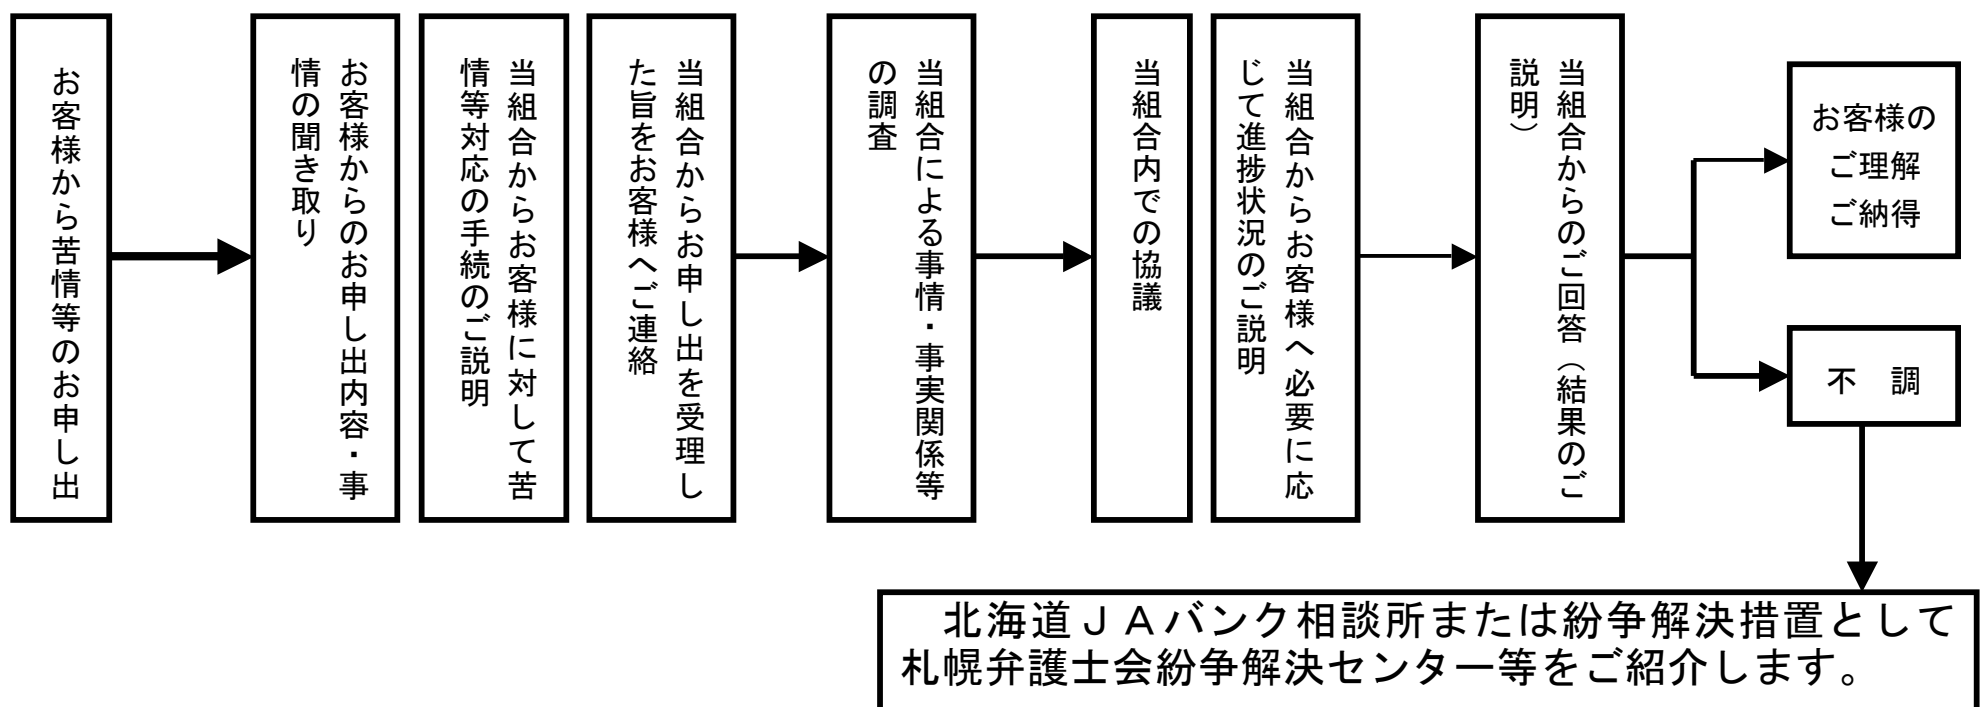 お客様から苦情等のお申し出
お客様からのお申し出内容・事
情の聞き取り
当組合からお客様に対して苦
情等対応の手続のご説明
当組合からお申し出を受理し
た旨をお客様へご連絡
当組合による事情・事実関係等
の調査
当組合内での協議
当組合からお客様へ必要に応
じて進捗状況のご説明
当組合からのご回答（結果のご
説明）
お客様の
ご理解
ご納得
不　調
北海道ＪＡバンク相談所または紛争解決措置として
札幌弁護士会紛争解決センター等をご紹介します。